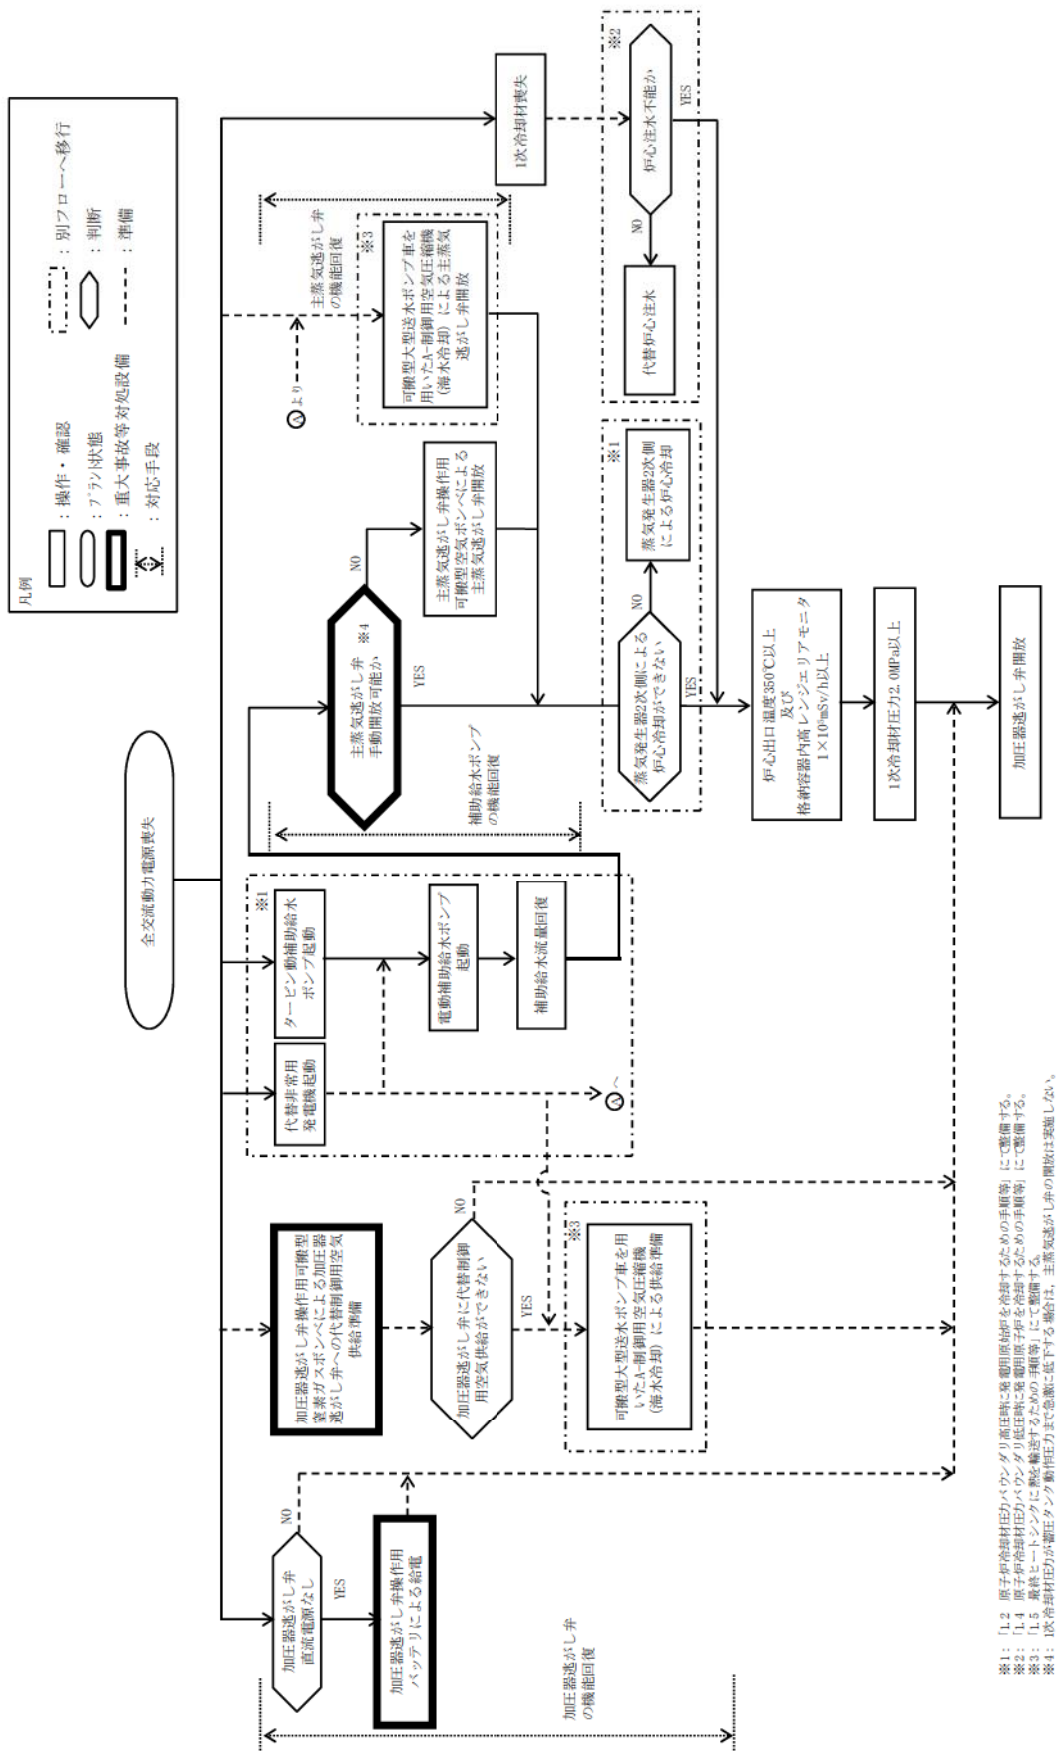 全交流動力電源喪失
凡例
：操作・確認
：プラント状態
：重大事故等対処設備
：対応手段
：別フローへ移行
：判断
：準備
加圧器逃がし弁
直流電源なし
NO
YES
加圧器逃がし弁操作用
バッテリによる給電
加圧器逃がし弁
の機能回復
加圧器逃がし弁操作用可搬型
窒素ガスボンベによる加圧器
逃がし弁への代替制御用空気
供給準備
加圧器逃がし弁に代替制御
用空気供給ができない
NO
YES
※3
可搬型大型送水ポンプ車を用
いたA-制御用空気圧縮機
（海水冷却）による供給準備
※1
代替非常用
発電機起動
タービン動補助給水
ポンプ起動
電動補助給水ポンプ
起動
補助給水流量回復
Ⓐへ
補助給水ポンプ
の機能回復
主蒸気逃がし弁 ※4
手動開放可能か
NO
YES
主蒸気逃がし弁操作用
可搬型空気ボンベによる
主蒸気逃がし弁開放
Ⓐより
主蒸気逃がし弁
の機能回復
※3
可搬型大型送水ポンプ車を
用いたA-制御用空気圧縮機
（海水冷却）による主蒸気
逃がし弁開放
1次冷却材喪失
※1
蒸気発生器2次側による
炉心冷却ができない
NO
YES
蒸気発生器2次側
による炉心冷却
※2
炉心注水不能か
NO
YES
代替炉心注水
炉心出口温度350℃以上
及び
格納容器内高レンジエリアモニタ
1×10⁵mSv/h以上
1次冷却材圧力2.0MPa以上
加圧器逃がし弁開放
※1：「1.2 原子炉冷却材圧力バウンダリ高圧時に発電用原始炉を冷却するための手順等」にて整備する。
※2：「1.4 原子炉冷却材圧力バウンダリ低圧時に発電用原子炉を冷却するための手順等」にて整備する。
※3：「1.5 最終ヒートシンクに熱を輸送するための手順等」にて整備する。
※4：1次冷却材圧力が蓄圧タンク動作圧力まで急激に低下する場合は，主蒸気逃がし弁の開放は実施しない。